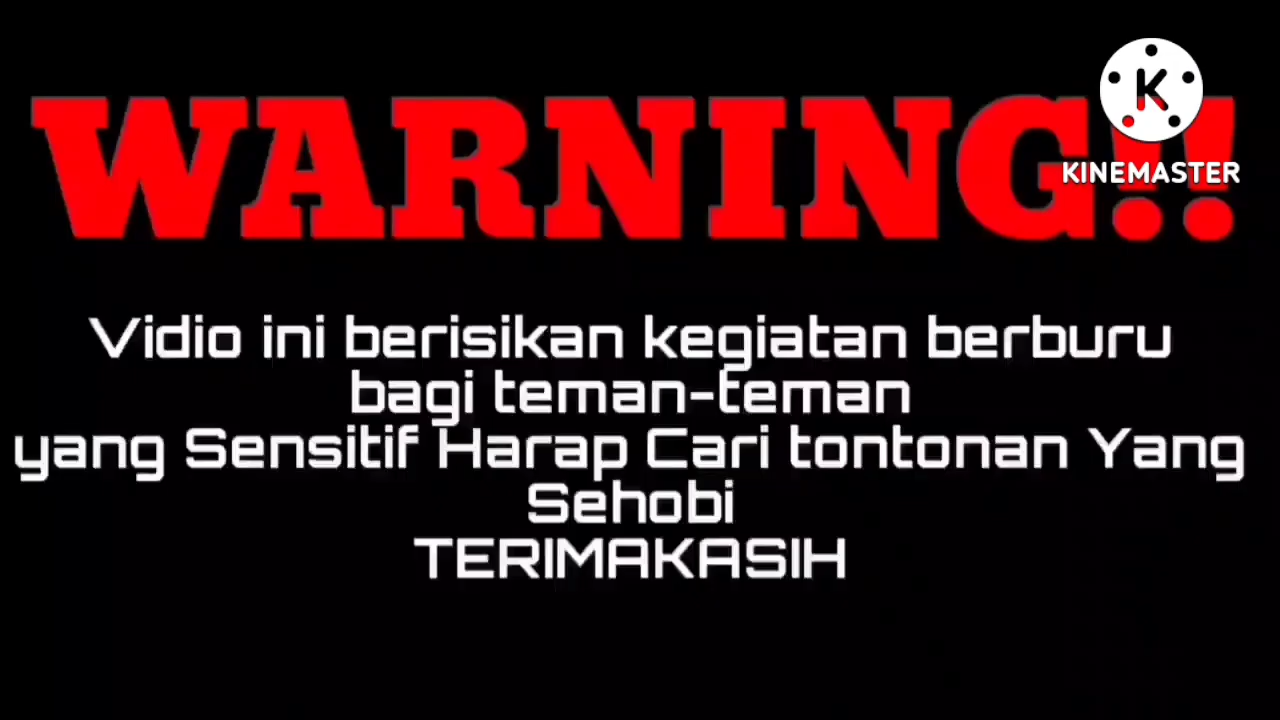 WARNING!!
K
KINEMASTER
Vidio ini berisikan kegiatan berburu
bagi teman-teman
yang Sensitif Harap Cari tontonan Yang
Sehobi
TERIMAKASIH